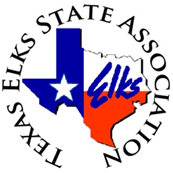 TEXAS ELKS STATE ASSOCIATION
Elks